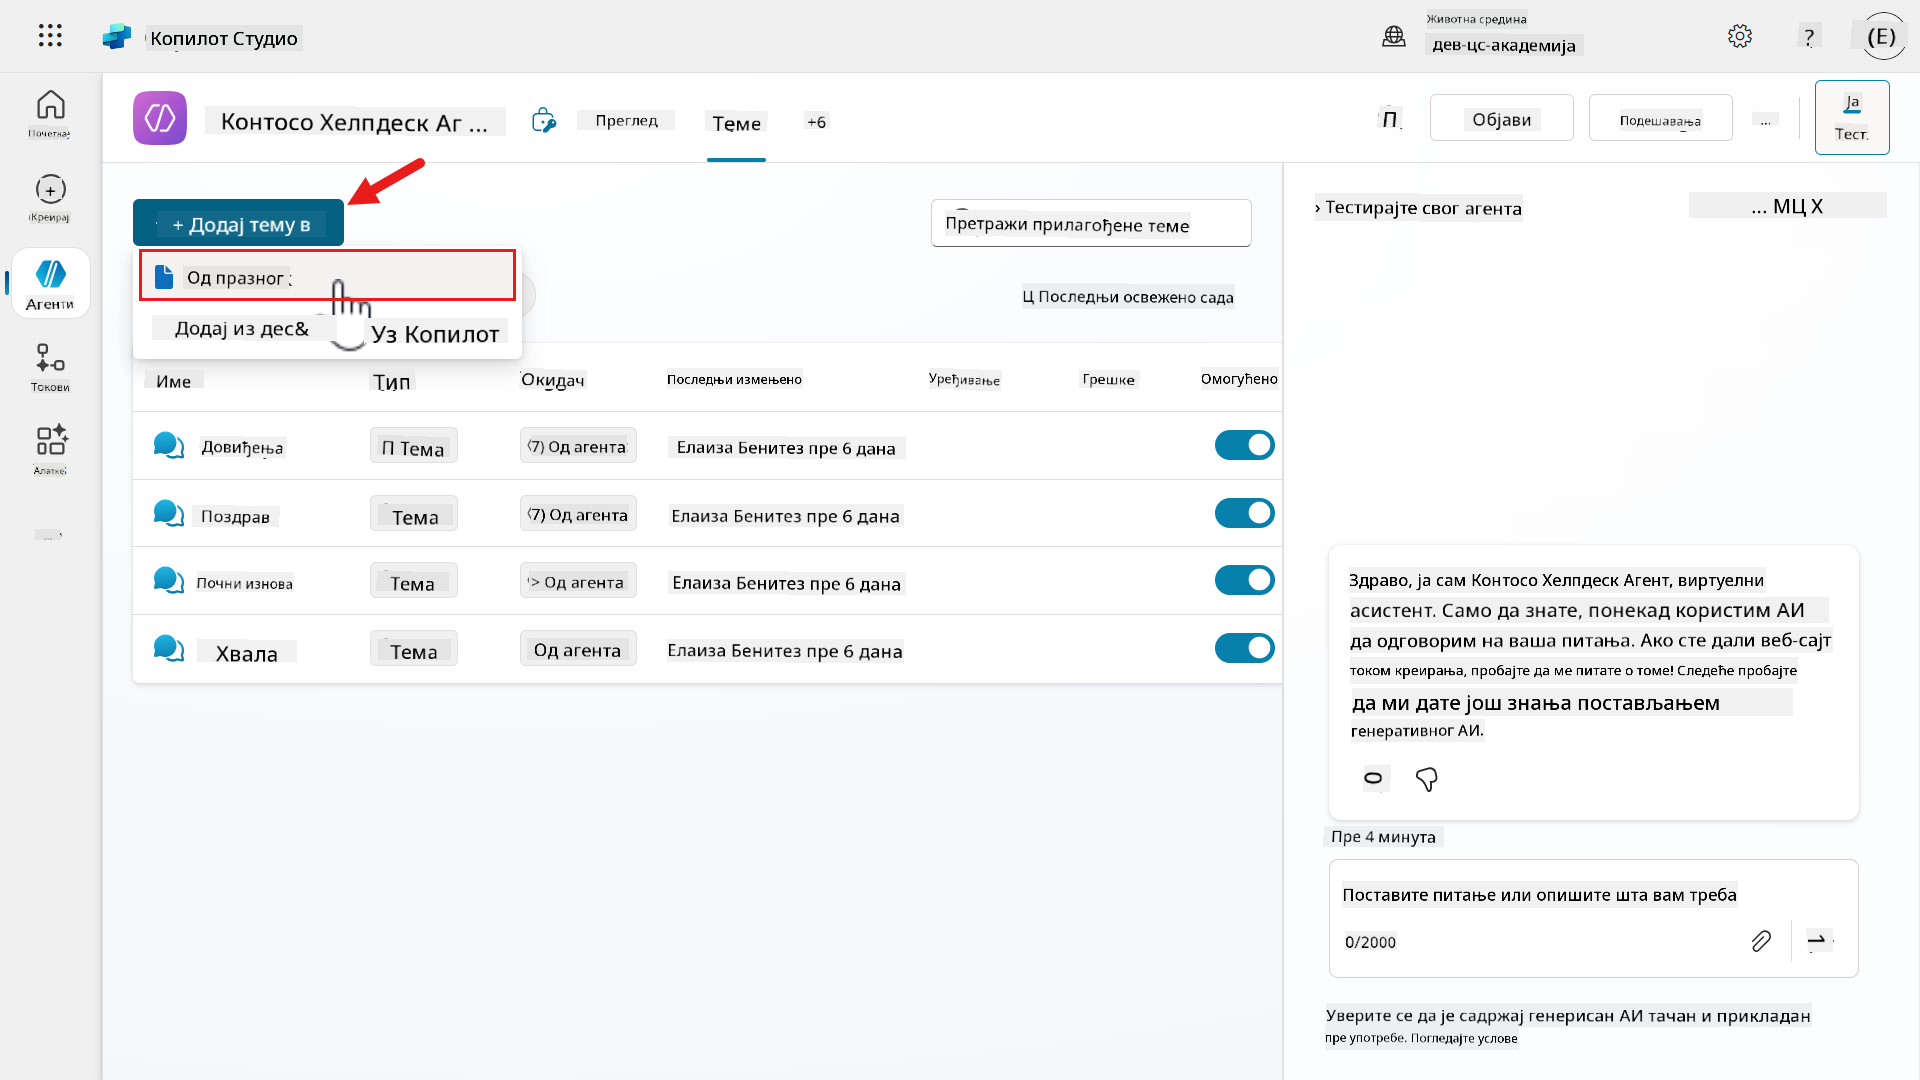 Копилот Студио
Животна средина
дев-цс-академија
?
(E)
Почетнај
Креирај
Агенти
Токови
Алатке
...
Контосо Хелпдеск Аг ...
Преглед
Теме
+6
П
Објави
Подешавања
...
Ја
Тест.
+ Додај тему в
Претражи прилагођене теме
Од празног
Додај из дес&
Уз Копилот
Ц Последњи освежено сада
Име
Тип
Окидач
Последњи измењено
Уређивање
Грешке
Омогућено
Довиђења
П Тема
(7) Од агента
Елаиза Бенитез пре 6 дана
Поздрав
Тема
(7) Од агента
Елаиза Бенитез пре 6 дана
Почни изнова
Тема
> Од агента
Елаиза Бенитез пре 6 дана
Хвала
Тема
Од агента
Елаиза Бенитез пре 6 дана
› Тестирајте свог агента
... МЦ X
Здраво, ја сам Контосо Хелпдеск Агент, виртуелни
асистент. Само да знате, понекад користим АИ
да одговорим на ваша питања. Ако сте дали веб-сајт
током креирања, пробајте да ме питате о томе! Следеће пробајте
да ми дате још знања постављањем
генеративног АИ.
Пре 4 минута
Поставите питање или опишите шта вам треба
0/2000
Уверите се да је садржај генерисан АИ тачан и прикладан
пре употребе. Погледајте услове